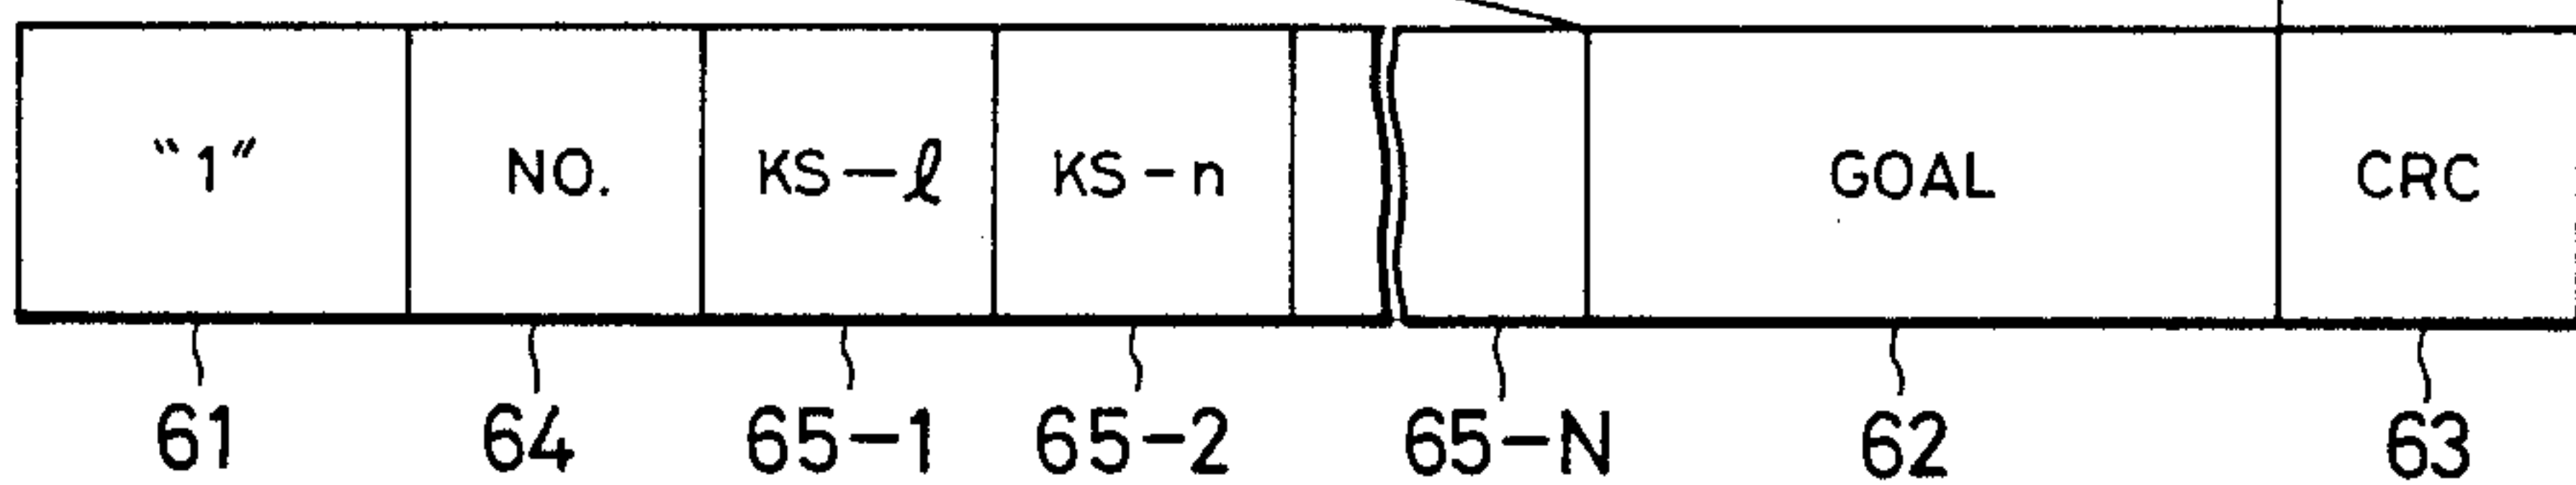 “1” NO. KS-ℓ KS-n GOAL CRC
61 64 65-1 65-2 65-N 62 63